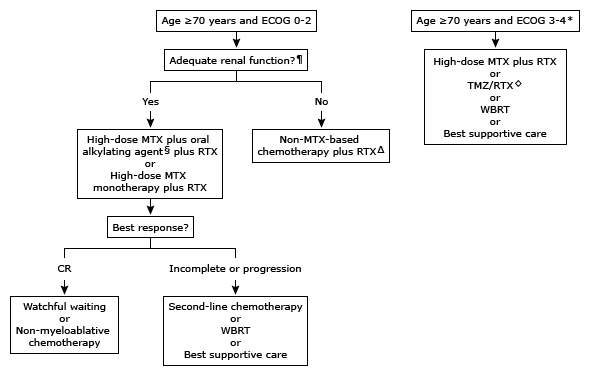 Age ≥70 years and ECOG 0-2
Age ≥70 years and ECOG 3-4*
Adequate renal function?¶
High-dose MTX plus RTX
or
TMZ/RTX◇
or
WBRT
or
Best supportive care
Yes
No
High-dose MTX plus oral
alkylating agent§ plus RTX
or
High-dose MTX
monotherapy plus RTX
Non-MTX-based
chemotherapy plus RTXΔ
Best response?
CR
Incomplete or progression
Watchful waiting
or
Non-myeloablative
chemotherapy
Second-line chemotherapy
or
WBRT
or
Best supportive care